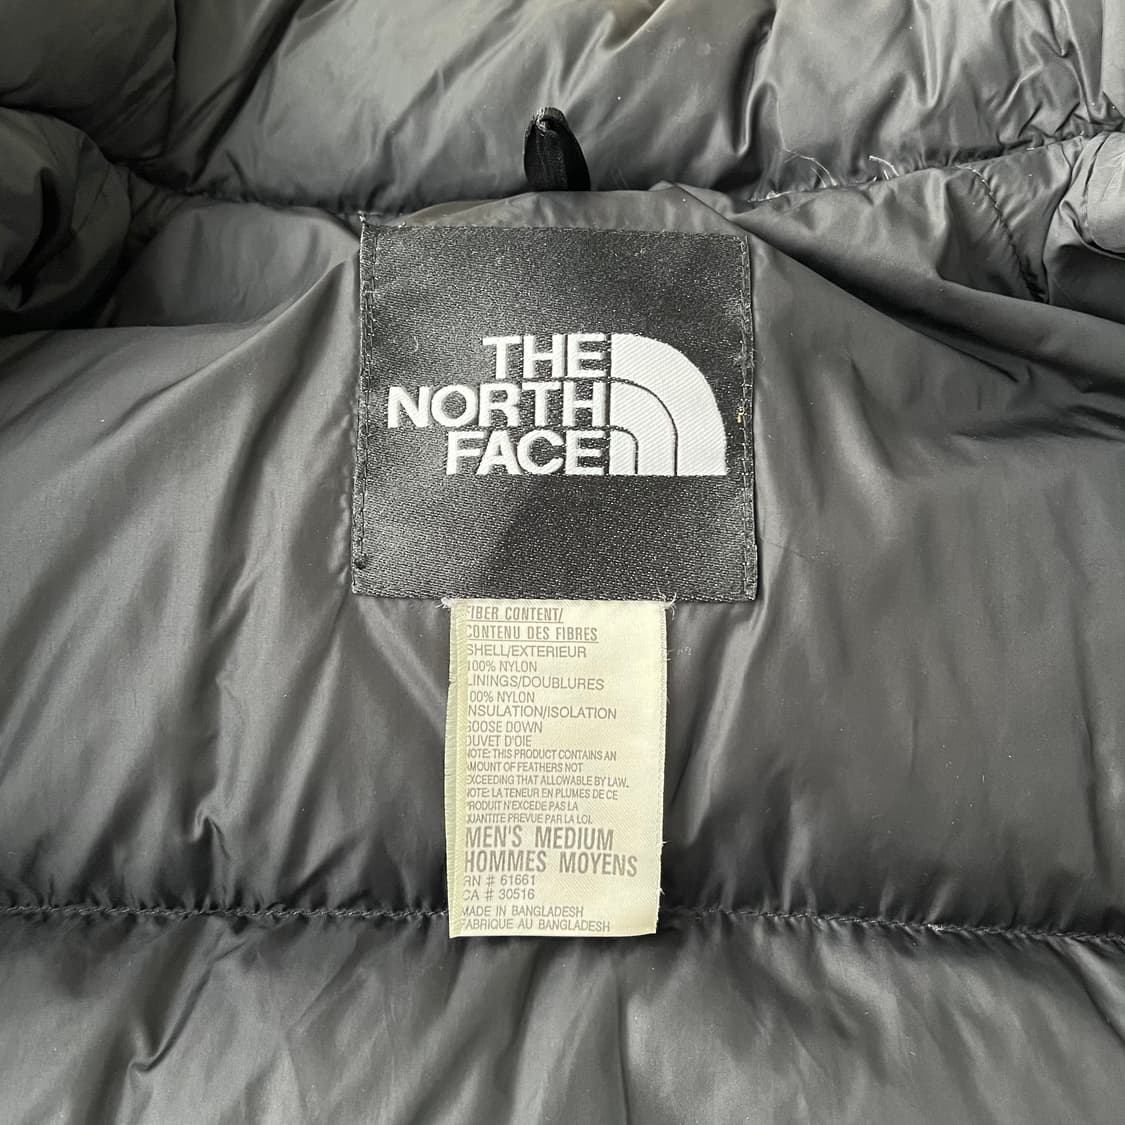 THE
NORTH
FACE
FIBER CONTENT/
CONTENU DES FIBRES
SHELL/EXTERIEUR
100% NYLON
LININGS/DOUBLURES
100% NYLON
INSULATION/ISOLATION
GOOSE DOWN
DUVET D'OIE
NOTE: THIS PRODUCT CONTAINS AN
AMOUNT OF FEATHERS NOT
EXCEEDING THAT ALLOWABLE BY LAW.
NOTE: LA TENEUR EN PLUMES DE CE
PRODUIT N'EXCEDE PAS LA
QUANTITE PREVUE PAR LA LOI.
MEN'S MEDIUM
HOMMES MOYENS
RN # 61661
CA # 30516
MADE IN BANGLADESH
FABRIQUE AU BANGLADESH